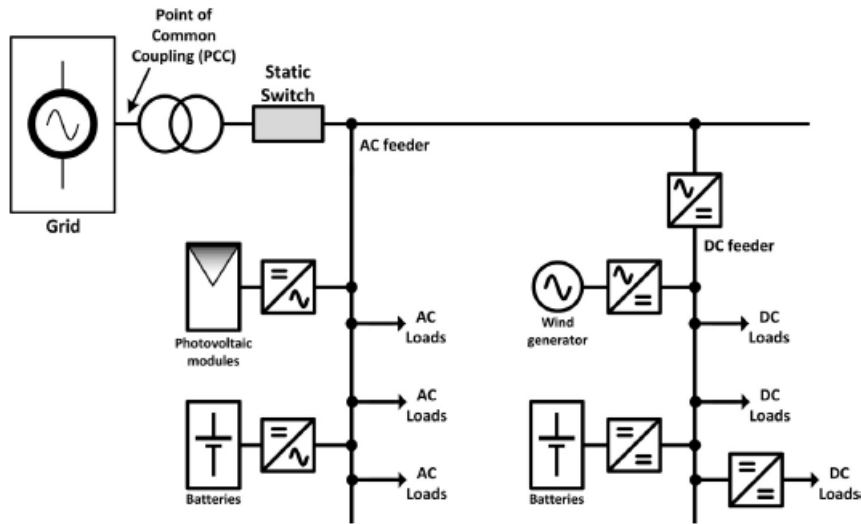 Point of
Common
Coupling (PCC)
Static
Switch
AC feeder
Grid
DC feeder
Photovoltaic
modules
AC
Loads
Wind
generator
DC
Loads
AC
Loads
DC
Loads
Batteries
AC
Loads
Batteries
DC
Loads